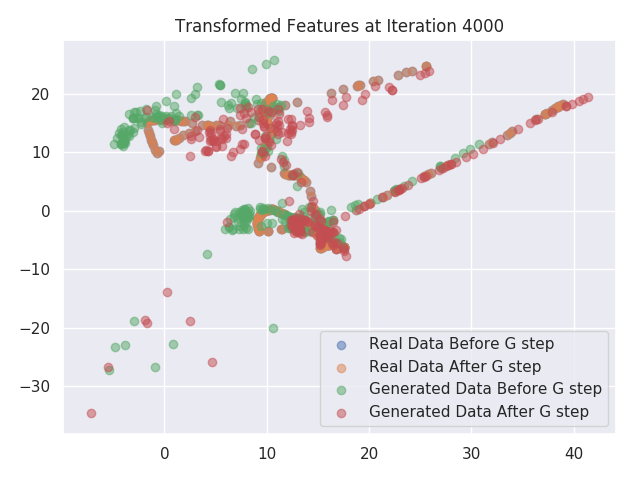 Transformed Features at Iteration 4000
20
10
0
−10
−20
−30
0
10
20
30
40
Real Data Before G step
Real Data After G step
Generated Data Before G step
Generated Data After G step